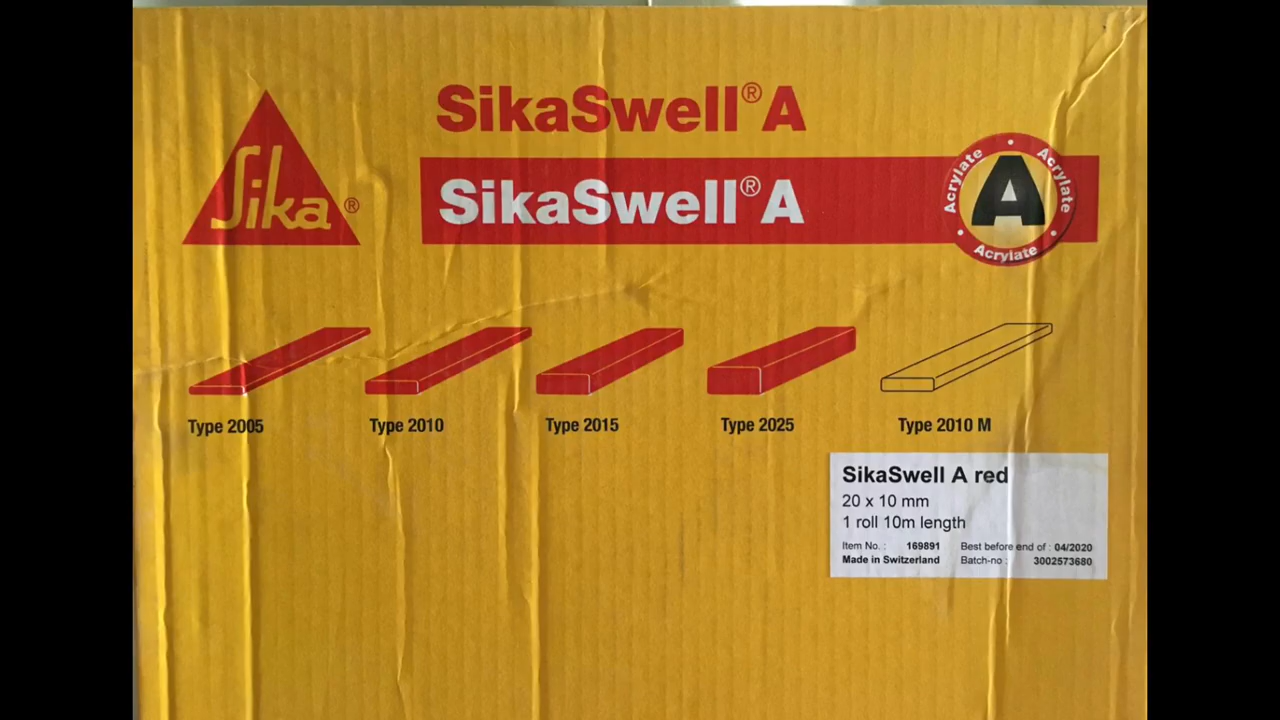 SikaSwell®A
Sika®
SikaSwell®A
Acrylate Acrylate
A
Acrylate
Type 2005 Type 2010 Type 2015 Type 2025 Type 2010 M
SikaSwell A red
20 x 10 mm
1 roll 10m length
Item No. : 169891 Best before end of : 04/2020
Made in Switzerland Batch-no : 3002573680